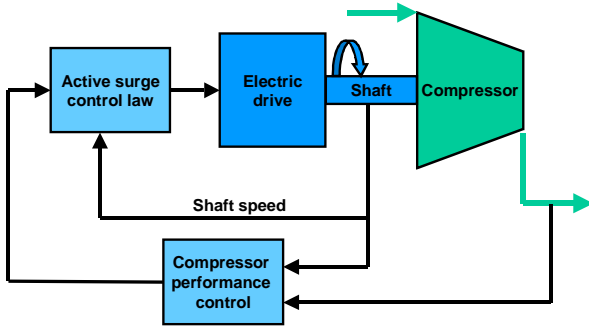 Active surge
control law
Electric
drive
Shaft
Compressor
Shaft speed
Compressor
performance
control